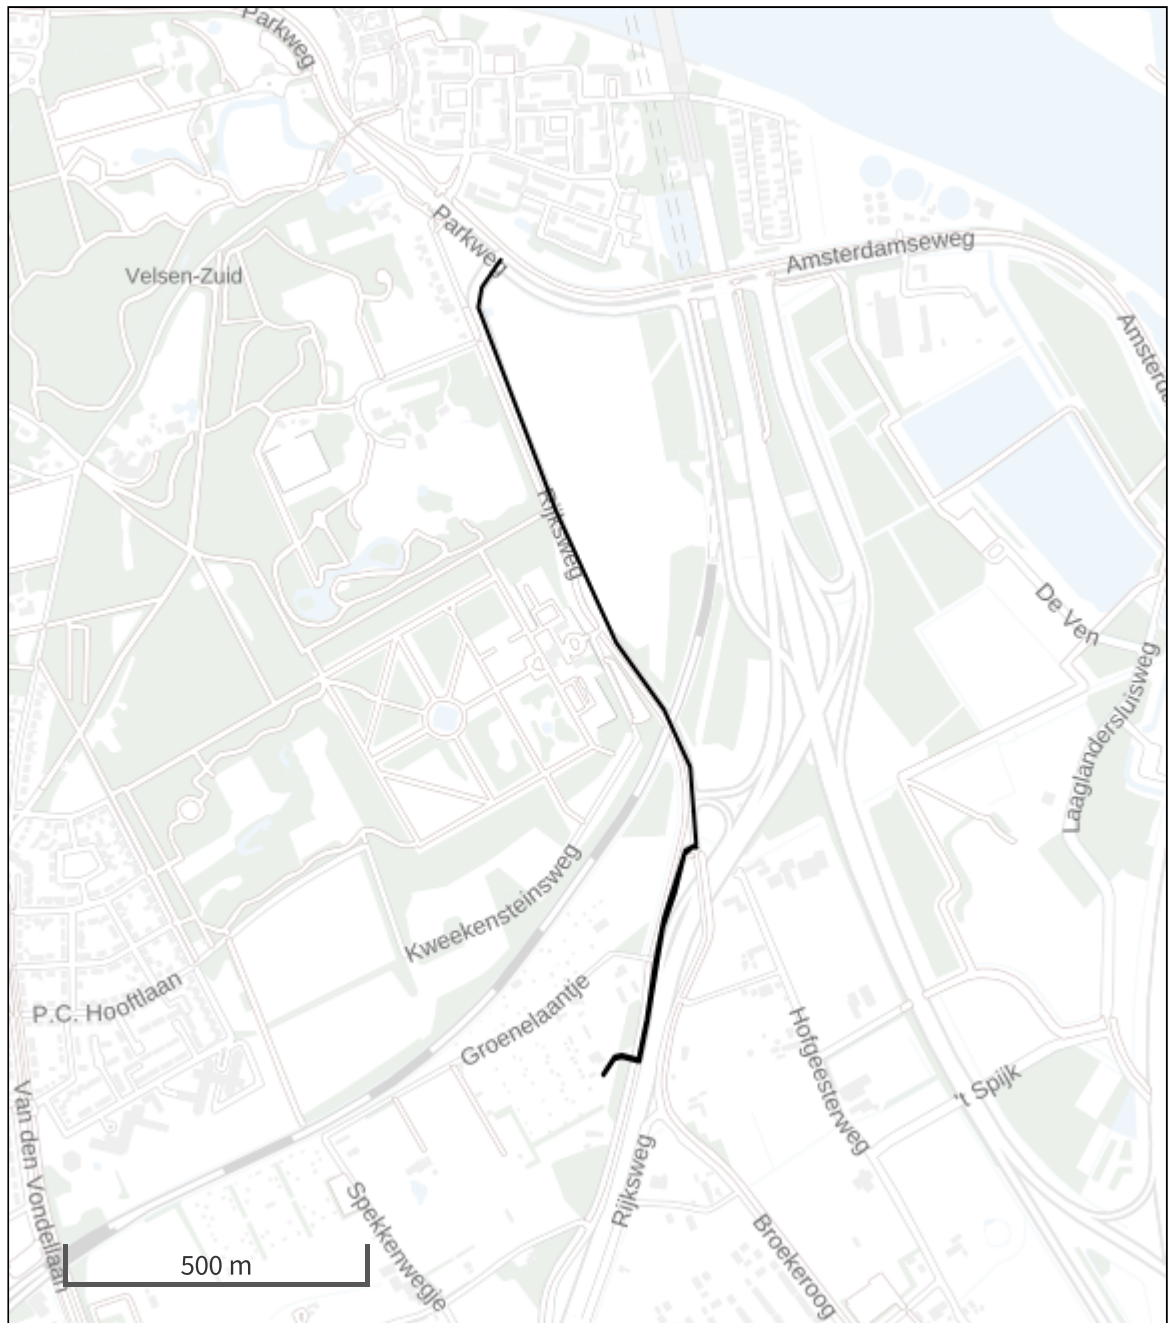 Parkweg
Parkweg
Velsen-Zuid
Amsterdamseweg
Amsterda
Rijksweg
De Ven
Laaglandersluisweg
Kweekensteinsweg
P.C. Hooftlaan
Groenelaantje
Hofgeesterweg
't Spijk
Van den Vondellaan
Rijksweg
Spekkenwegje
Broekeroog
500 m